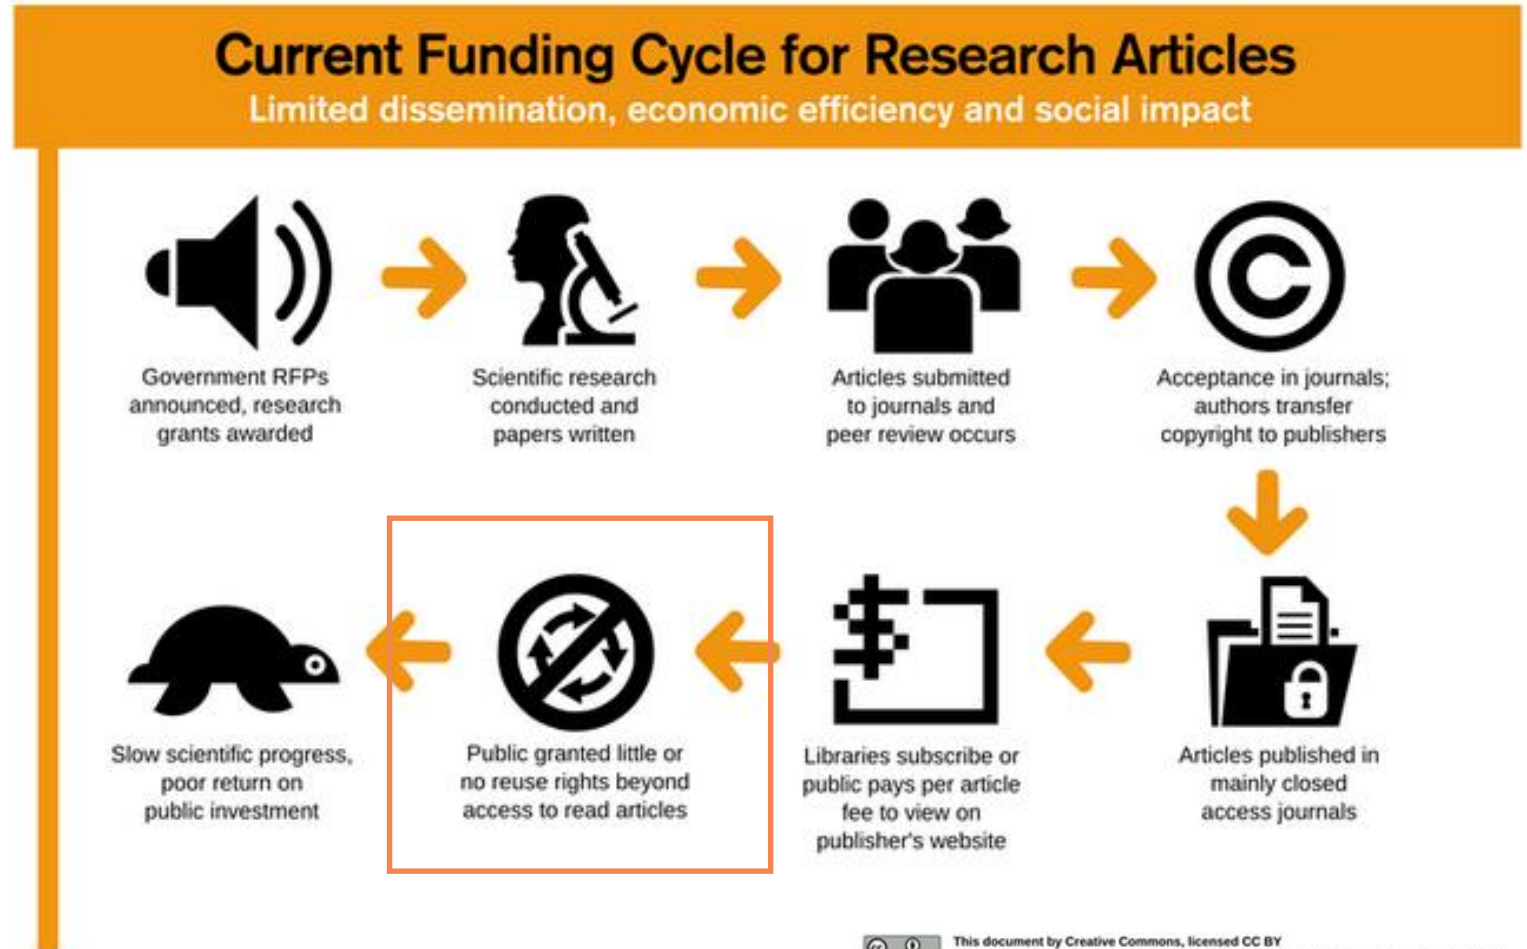 Current Funding Cycle for Research Articles
Limited dissemination, economic efficiency and social impact
Government RFPs
announced, research
grants awarded
Scientific research
conducted and
papers written
Articles submitted
to journals and
peer review occurs
Acceptance in journals;
authors transfer
copyright to publishers
Slow scientific progress,
poor return on
public investment
Public granted little or
no reuse rights beyond
access to read articles
Libraries subscribe or
public pays per article
fee to view on
publisher's website
Articles published in
mainly closed
access journals
This document by Creative Commons, licensed CC BY